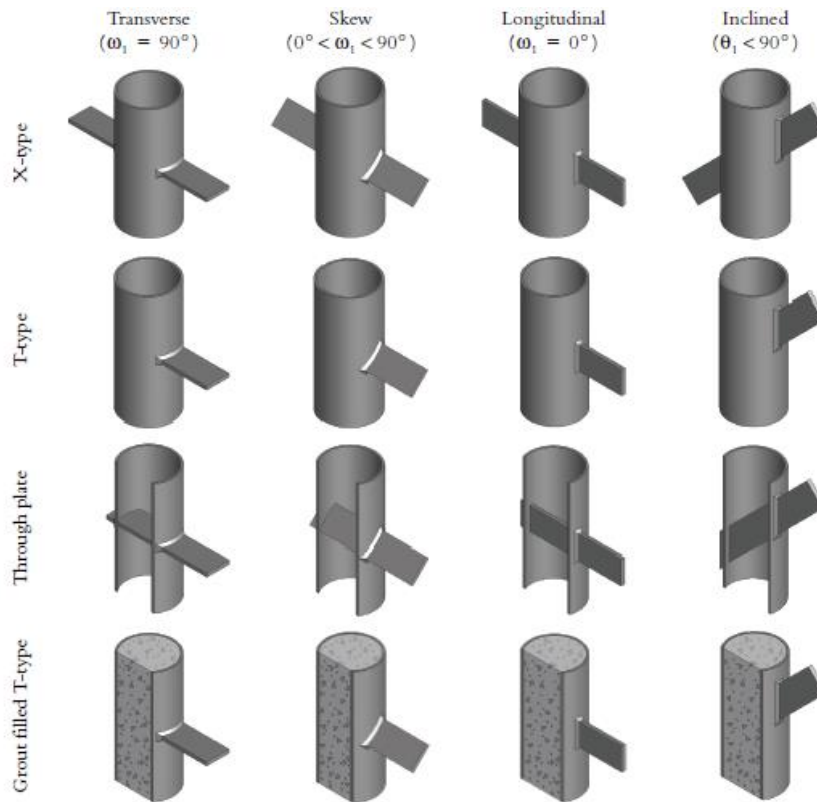 Transverse
(ω₁ = 90°)
Skew
(0° < ω₁ < 90°)
Longitudinal
(ω₁ = 0°)
Inclined
(θ₁ < 90°)
X-type
T-type
Through plate
Grout filled T-type